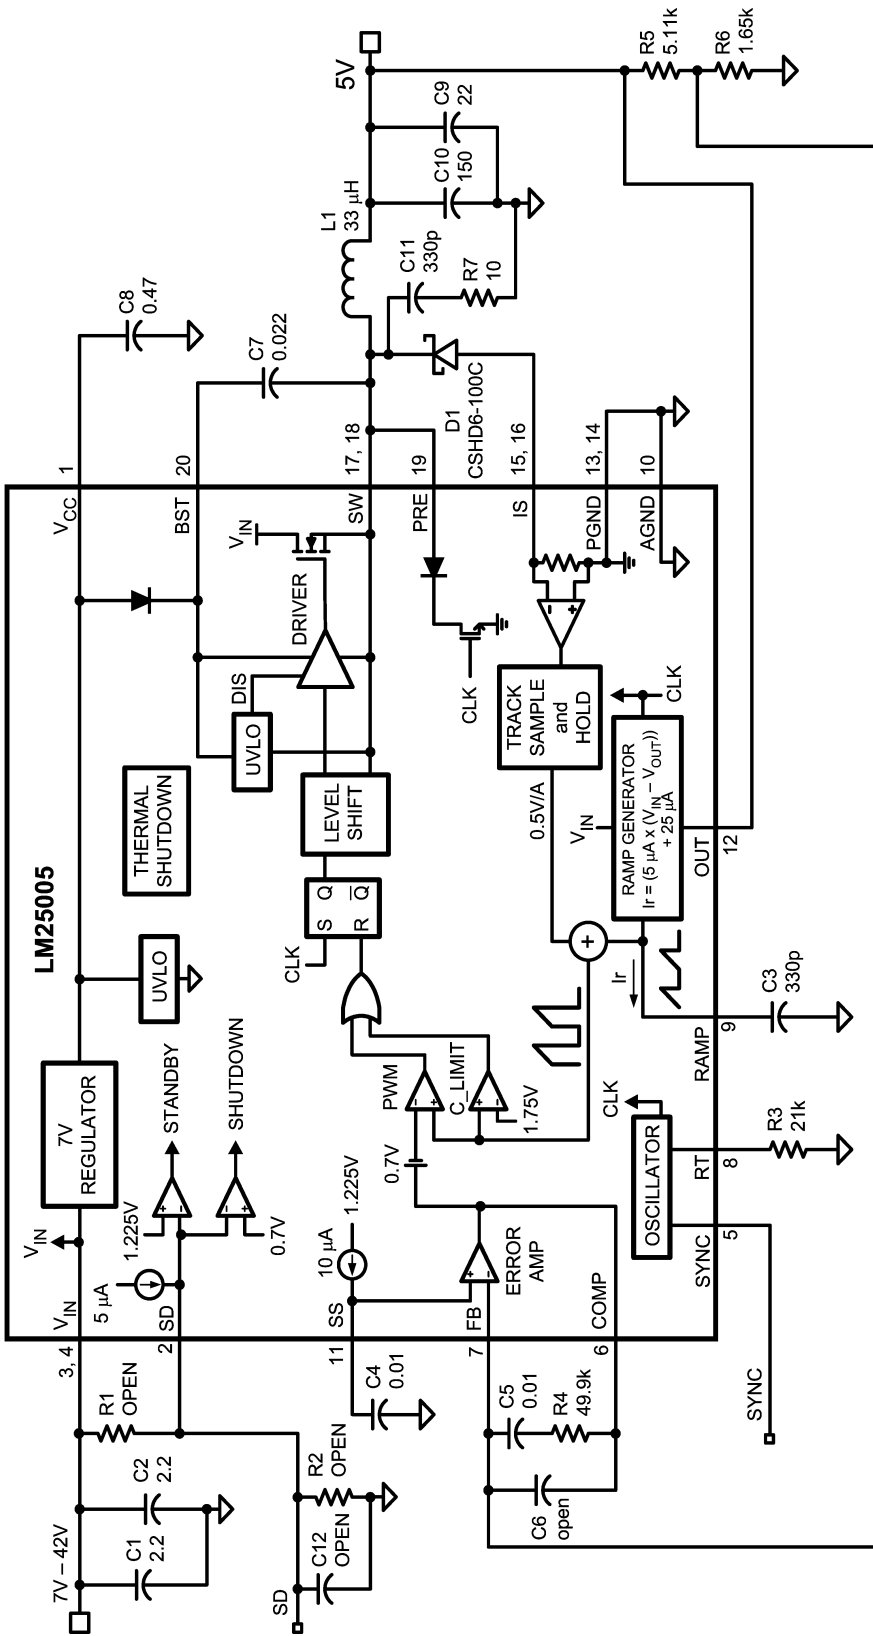 LM25005
7V – 42V
C1
2.2
C2
2.2
R1
OPEN
3, 4
V_IN
V_IN
7V
REGULATOR
UVLO
THERMAL
SHUTDOWN
V_CC
1
C8
0.47
SD
C12
OPEN
R2
OPEN
2
SD
5 µA
1.225V
0.7V
+
-
STANDBY
+
-
SHUTDOWN
DIS
UVLO
BST
20
C7
0.022
V_IN
DRIVER
LEVEL
SHIFT
S
Q
R
Q
CLK
SW
17, 18
L1
33 µH
5V
C10
150
C9
22
C11
330p
R7
10
D1
CSHD6-100C
PRE
19
CLK
C4
0.01
11
SS
10 µA
1.225V
0.7V
PWM
-
+
C_LIMIT
+
-
1.75V
7
FB
+
-
ERROR
AMP
COMP
6
C5
0.01
R4
49.9k
C6
open
IS
15, 16
PGND
13, 14
AGND
10
-
+
TRACK
SAMPLE
and
HOLD
0.5V/A
+
CLK
V_IN
RAMP GENERATOR
Ir = (5 µA x (V_IN – V_OUT))
+ 25 µA
Ir
OSCILLATOR
CLK
SYNC
SYNC
5
RT
8
R3
21k
RAMP
9
C3
330p
OUT
12
R5
5.11k
R6
1.65k